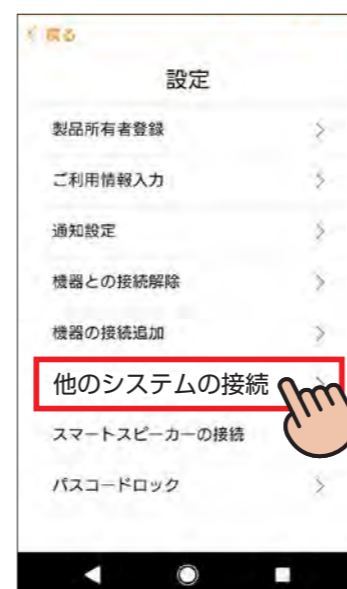 戻る
設定
製品所有者登録
ご利用情報入力
通知設定
機器との接続解除
機器の接続追加
他のシステムの接続
スマートスピーカーの接続
パスコードロック